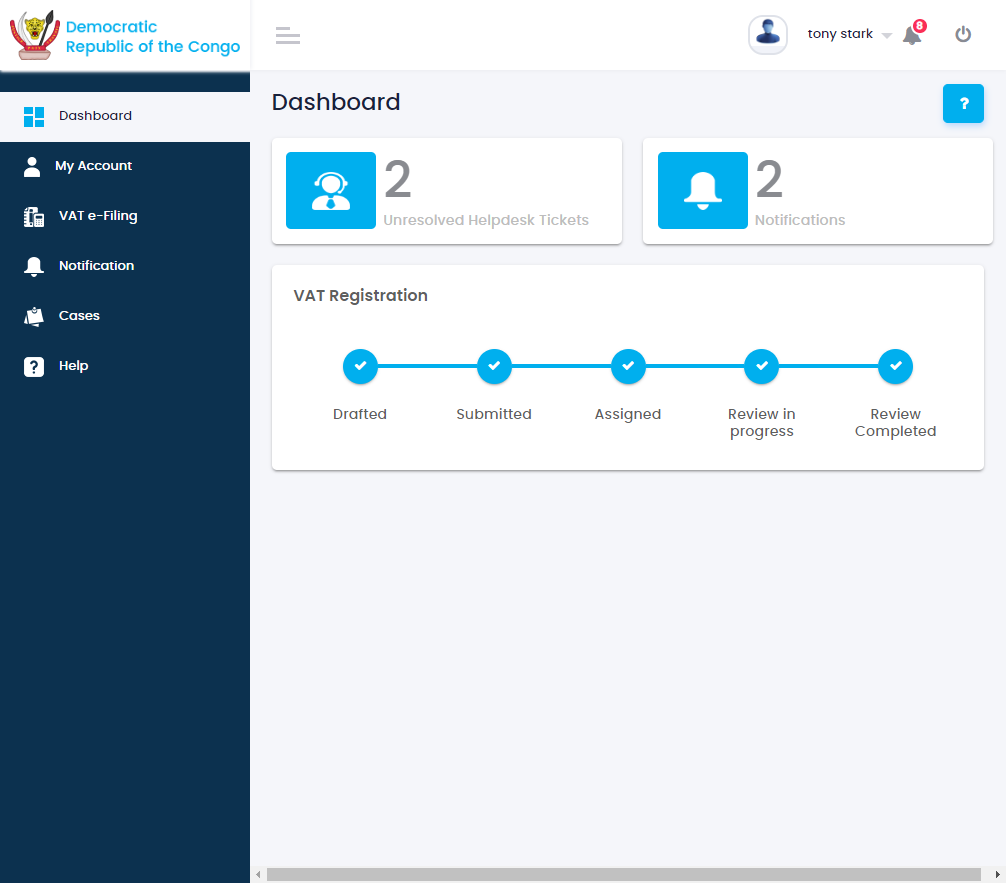 Democratic
Republic of the Congo
tony stark
8
Dashboard
My Account
VAT e-Filing
Notification
Cases
Help
Dashboard
?
2
Unresolved Helpdesk Tickets
2
Notifications
VAT Registration
Drafted
Submitted
Assigned
Review in
progress
Review
Completed